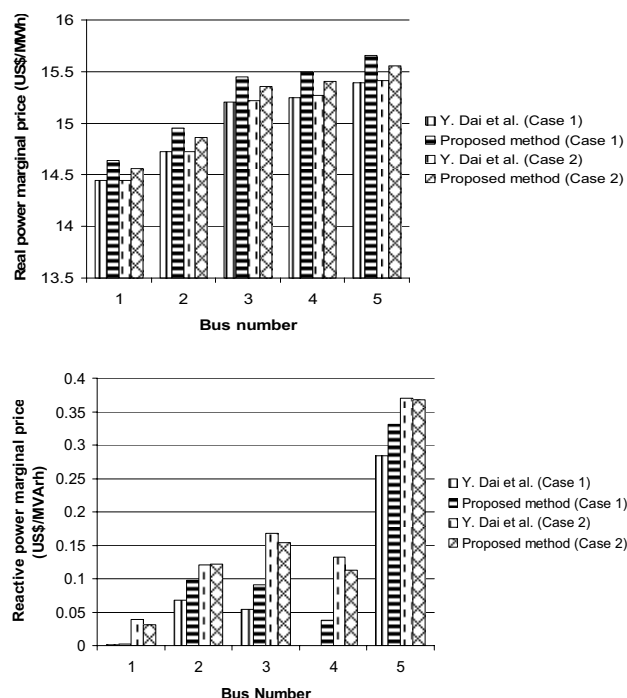 Real power marginal price (US$/MWh)
16
15.5
15
14.5
14
13.5
1 2 3 4 5
Bus number
Y. Dai et al. (Case 1)
Proposed method (Case 1)
Y. Dai et al. (Case 2)
Proposed method (Case 2)
Reactive power marginal price
(US$/MVArh)
0.4
0.35
0.3
0.25
0.2
0.15
0.1
0.05
0
1 2 3 4 5
Bus Number
Y. Dai et al. (Case 1)
Proposed method (Case 1)
Y. Dai et al. (Case 2)
Proposed method (Case 2)